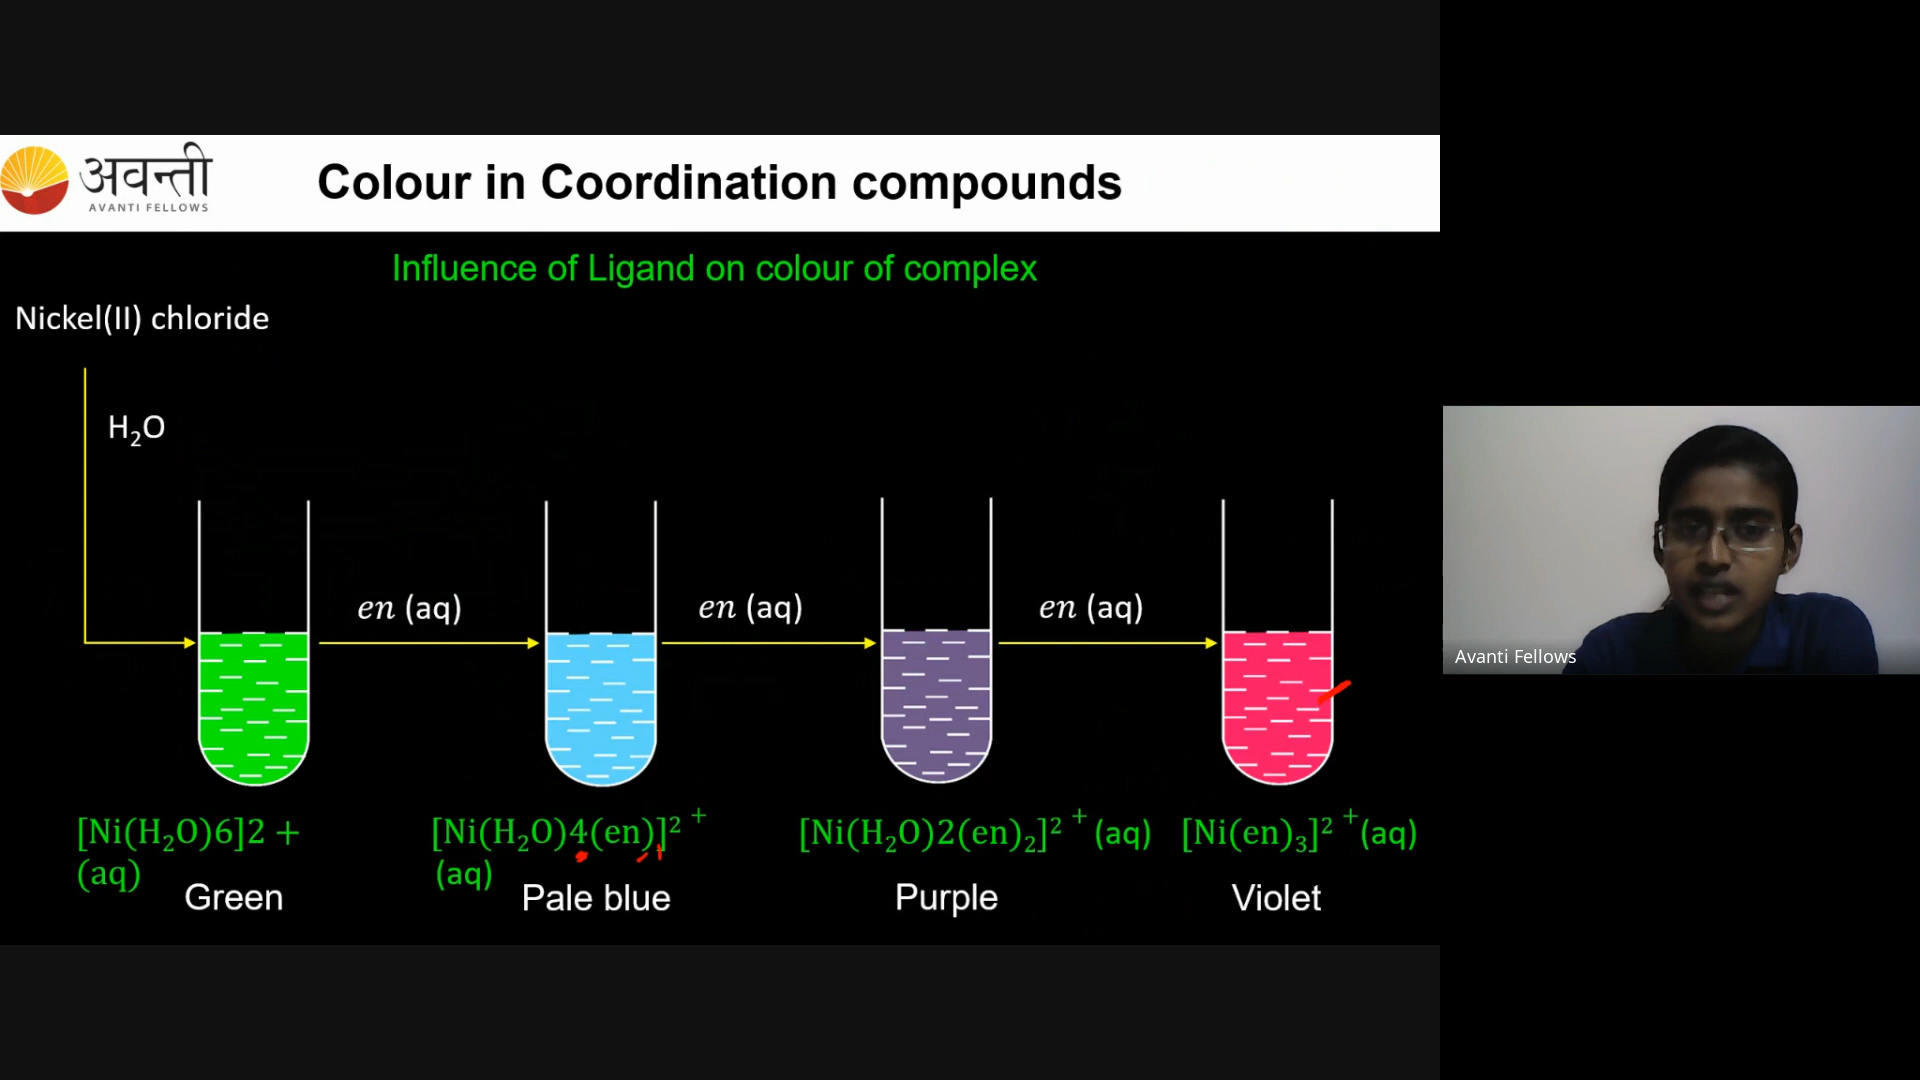 अवन्ती
AVANTI FELLOWS
Colour in Coordination compounds
Influence of Ligand on colour of complex
Nickel(II) chloride
H₂O
en (aq)
en (aq)
en (aq)
[Ni(H₂O)6]2 +
(aq)
Green
[Ni(H₂O)4(en)]² ⁺
(aq)
Pale blue
[Ni(H₂O)2(en)₂]² ⁺ (aq)
Purple
[Ni(en)₃]² ⁺(aq)
Violet
Avanti Fellows